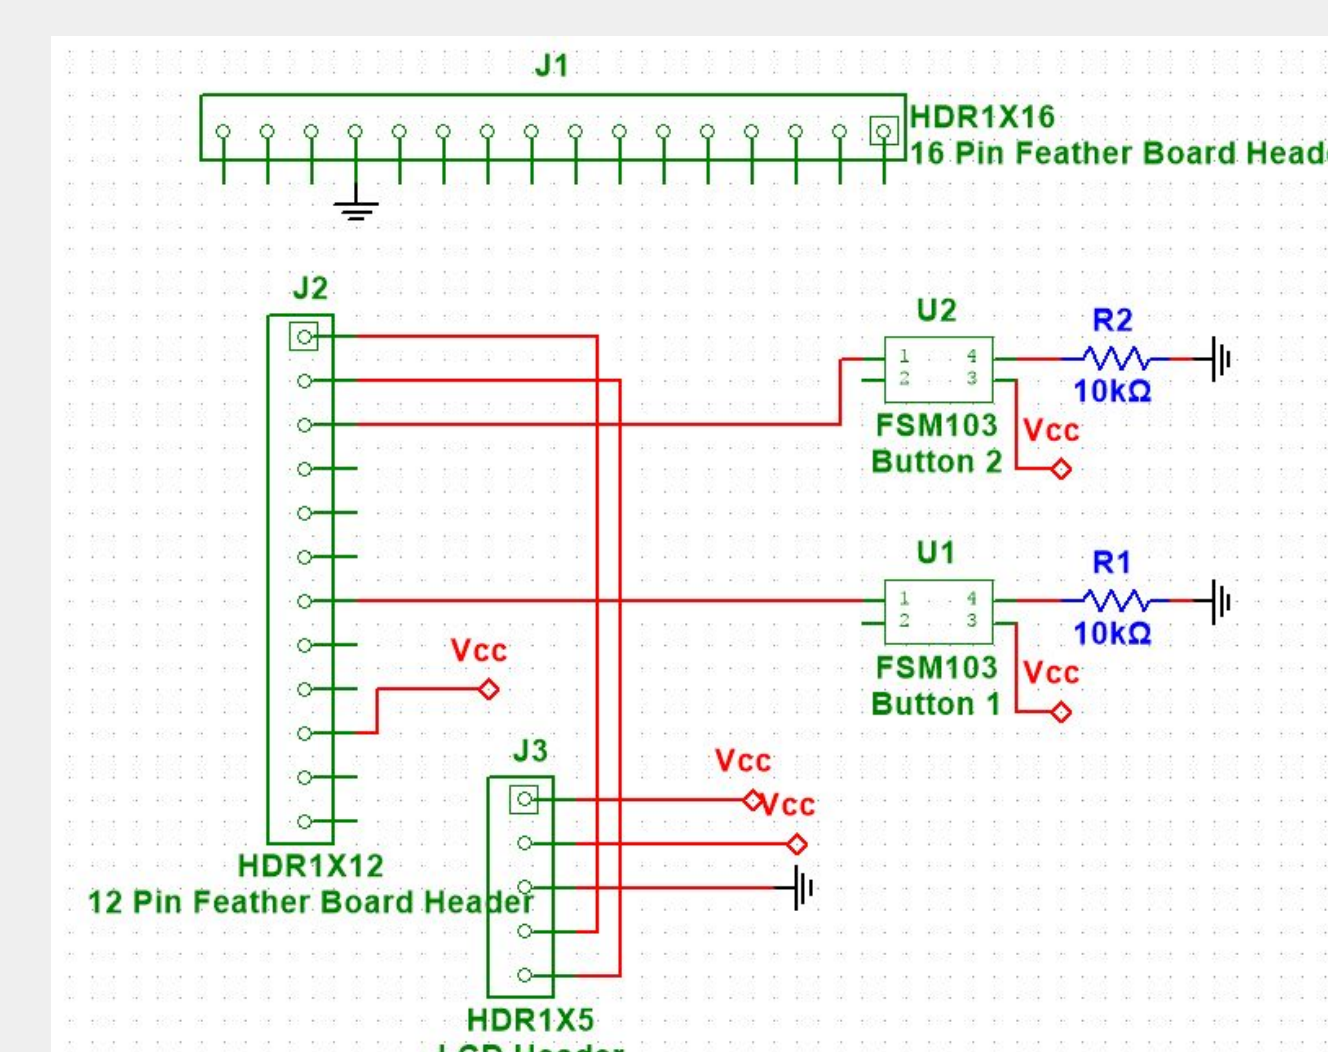 J1
HDR1X16
16 Pin Feather Board
J2
HDR1X12
12 Pin Feather Board Header
U2
1 4
2 3
FSM103
Button 2
R2
10kΩ
Vcc
U1
1 4
2 3
FSM103
Button 1
R1
10kΩ
Vcc
Vcc
J3
Vcc
Vcc
HDR1X5
LCD Header